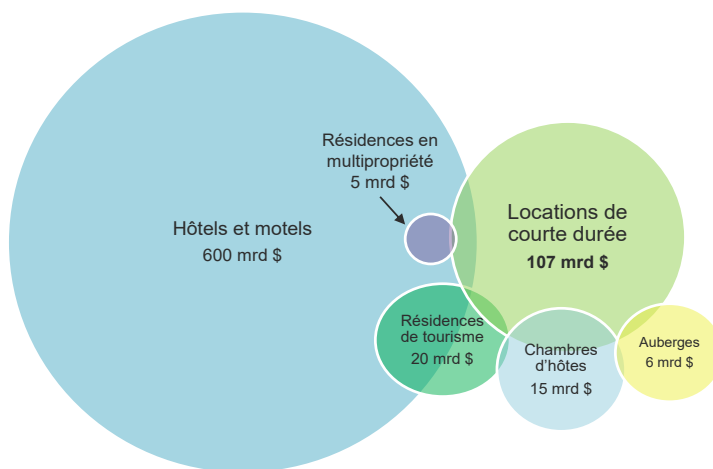 Résidences en
multipropriété
5 mrd $
Hôtels et motels
600 mrd $
Locations de
courte durée
107 mrd $
Résidences
de tourisme
20 mrd $
Chambres
d’hôtes
15 mrd $
Auberges
6 mrd $